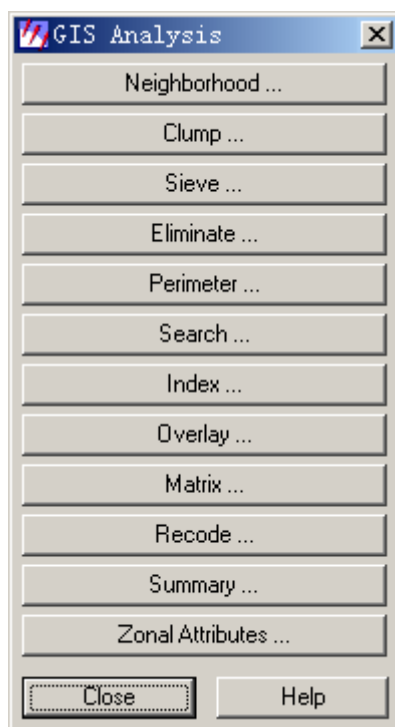 GIS Analysis
Neighborhood ...
Clump ...
Sieve ...
Eliminate ...
Perimeter ...
Search ...
Index ...
Overlay ...
Matrix ...
Recode ...
Summary ...
Zonal Attributes ...
Close Help